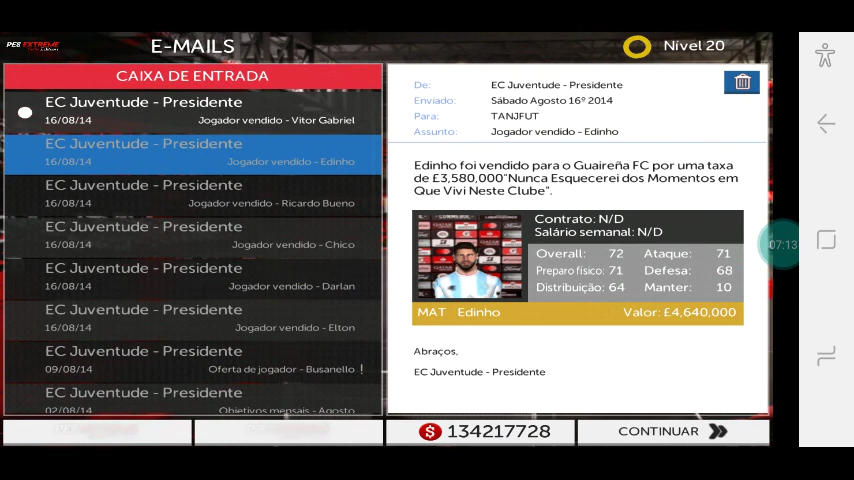 PES EXTREME
E-MAILS
Nível 20
CAIXA DE ENTRADA
EC Juventude - Presidente
16/08/14 Jogador vendido - Vitor Gabriel
EC Juventude - Presidente
16/08/14 Jogador vendido - Edinho
EC Juventude - Presidente
16/08/14 Jogador vendido - Ricardo Bueno
EC Juventude - Presidente
16/08/14 Jogador vendido - Chico
EC Juventude - Presidente
16/08/14 Jogador vendido - Darlan
EC Juventude - Presidente
16/08/14 Jogador vendido - Elton
EC Juventude - Presidente
09/08/14 Oferta de jogador - Busanello !
EC Juventude - Presidente
02/08/14 Objetivos mensais - Agosto
De: EC Juventude - Presidente
Enviado: Sábado Agosto 16º 2014
Para: TANJFUT
Assunto: Jogador vendido - Edinho
Edinho foi vendido para o Guaireña FC por uma taxa
de £3,580,000"Nunca Esquecerei dos Momentos em
Que Vivi Neste Clube".
Contrato: N/D
Salário semanal: N/D
Overall: 72 Ataque: 71
Preparo físico: 71 Defesa: 68
Distribuição: 64 Manter: 10
MAT Edinho Valor: £4,640,000
Abraços,
EC Juventude - Presidente
07:13
$ 134217728
CONTINUAR